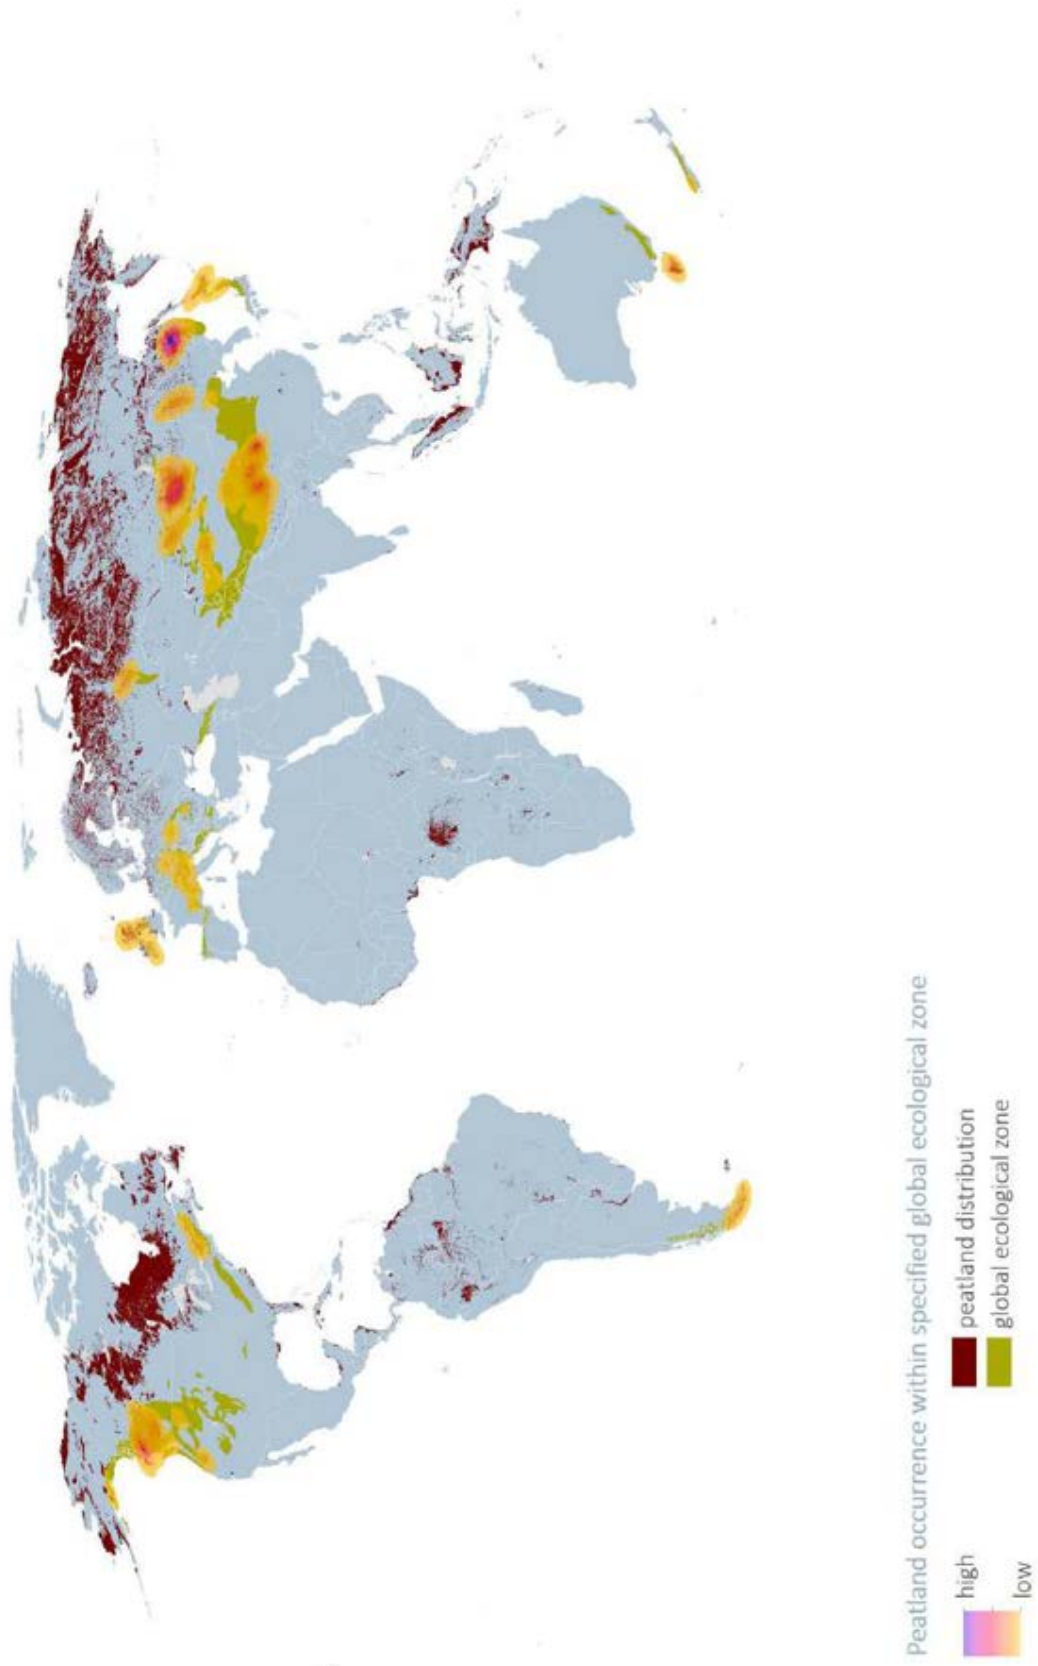 Peatland occurrence within specified global ecological zone
high
low
peatland distribution
global ecological zone